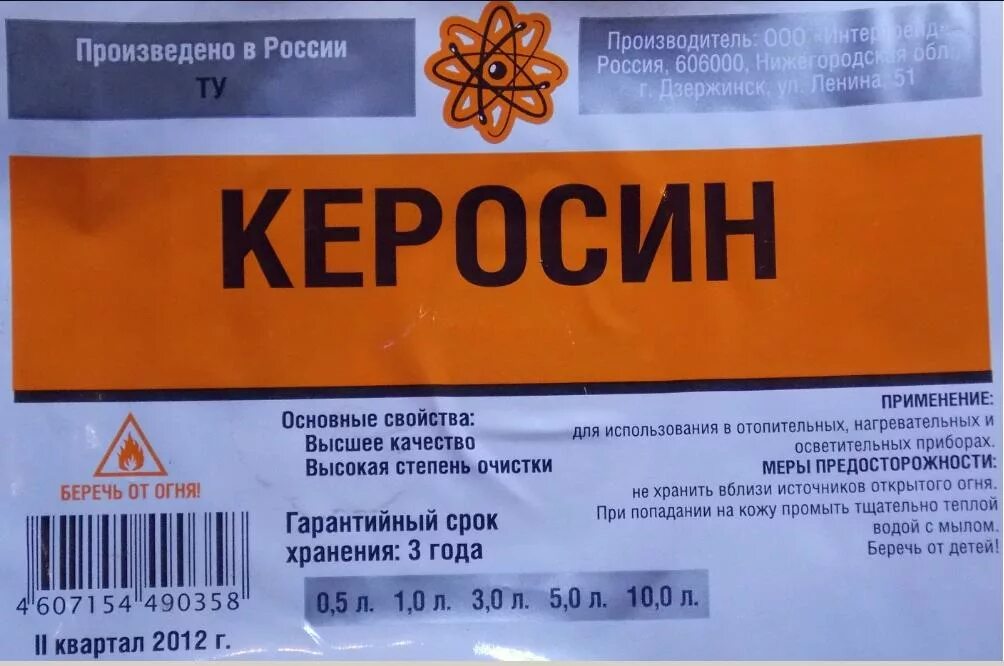 Произведено в России
ТУ
Производитель: ООО «Интертрейд»
Россия, 606000, Нижегородская обл.
г. Дзержинск, ул. Ленина, 51
КЕРОСИН
БЕРЕЧЬ ОТ ОГНЯ!
4 607154 490358
II квартал 2012 г.
Основные свойства:
Высшее качество
Высокая степень очистки
Гарантийный срок
хранения: 3 года
0,5 л. 1,0 л. 3,0 л. 5,0 л. 10,0 л.
ПРИМЕНЕНИЕ:
для использования в отопительных, нагревательных и
осветительных приборах.
МЕРЫ ПРЕДОСТОРОЖНОСТИ:
не хранить вблизи источников открытого огня.
При попадании на кожу промыть тщательно теплой
водой с мылом.
Беречь от детей!